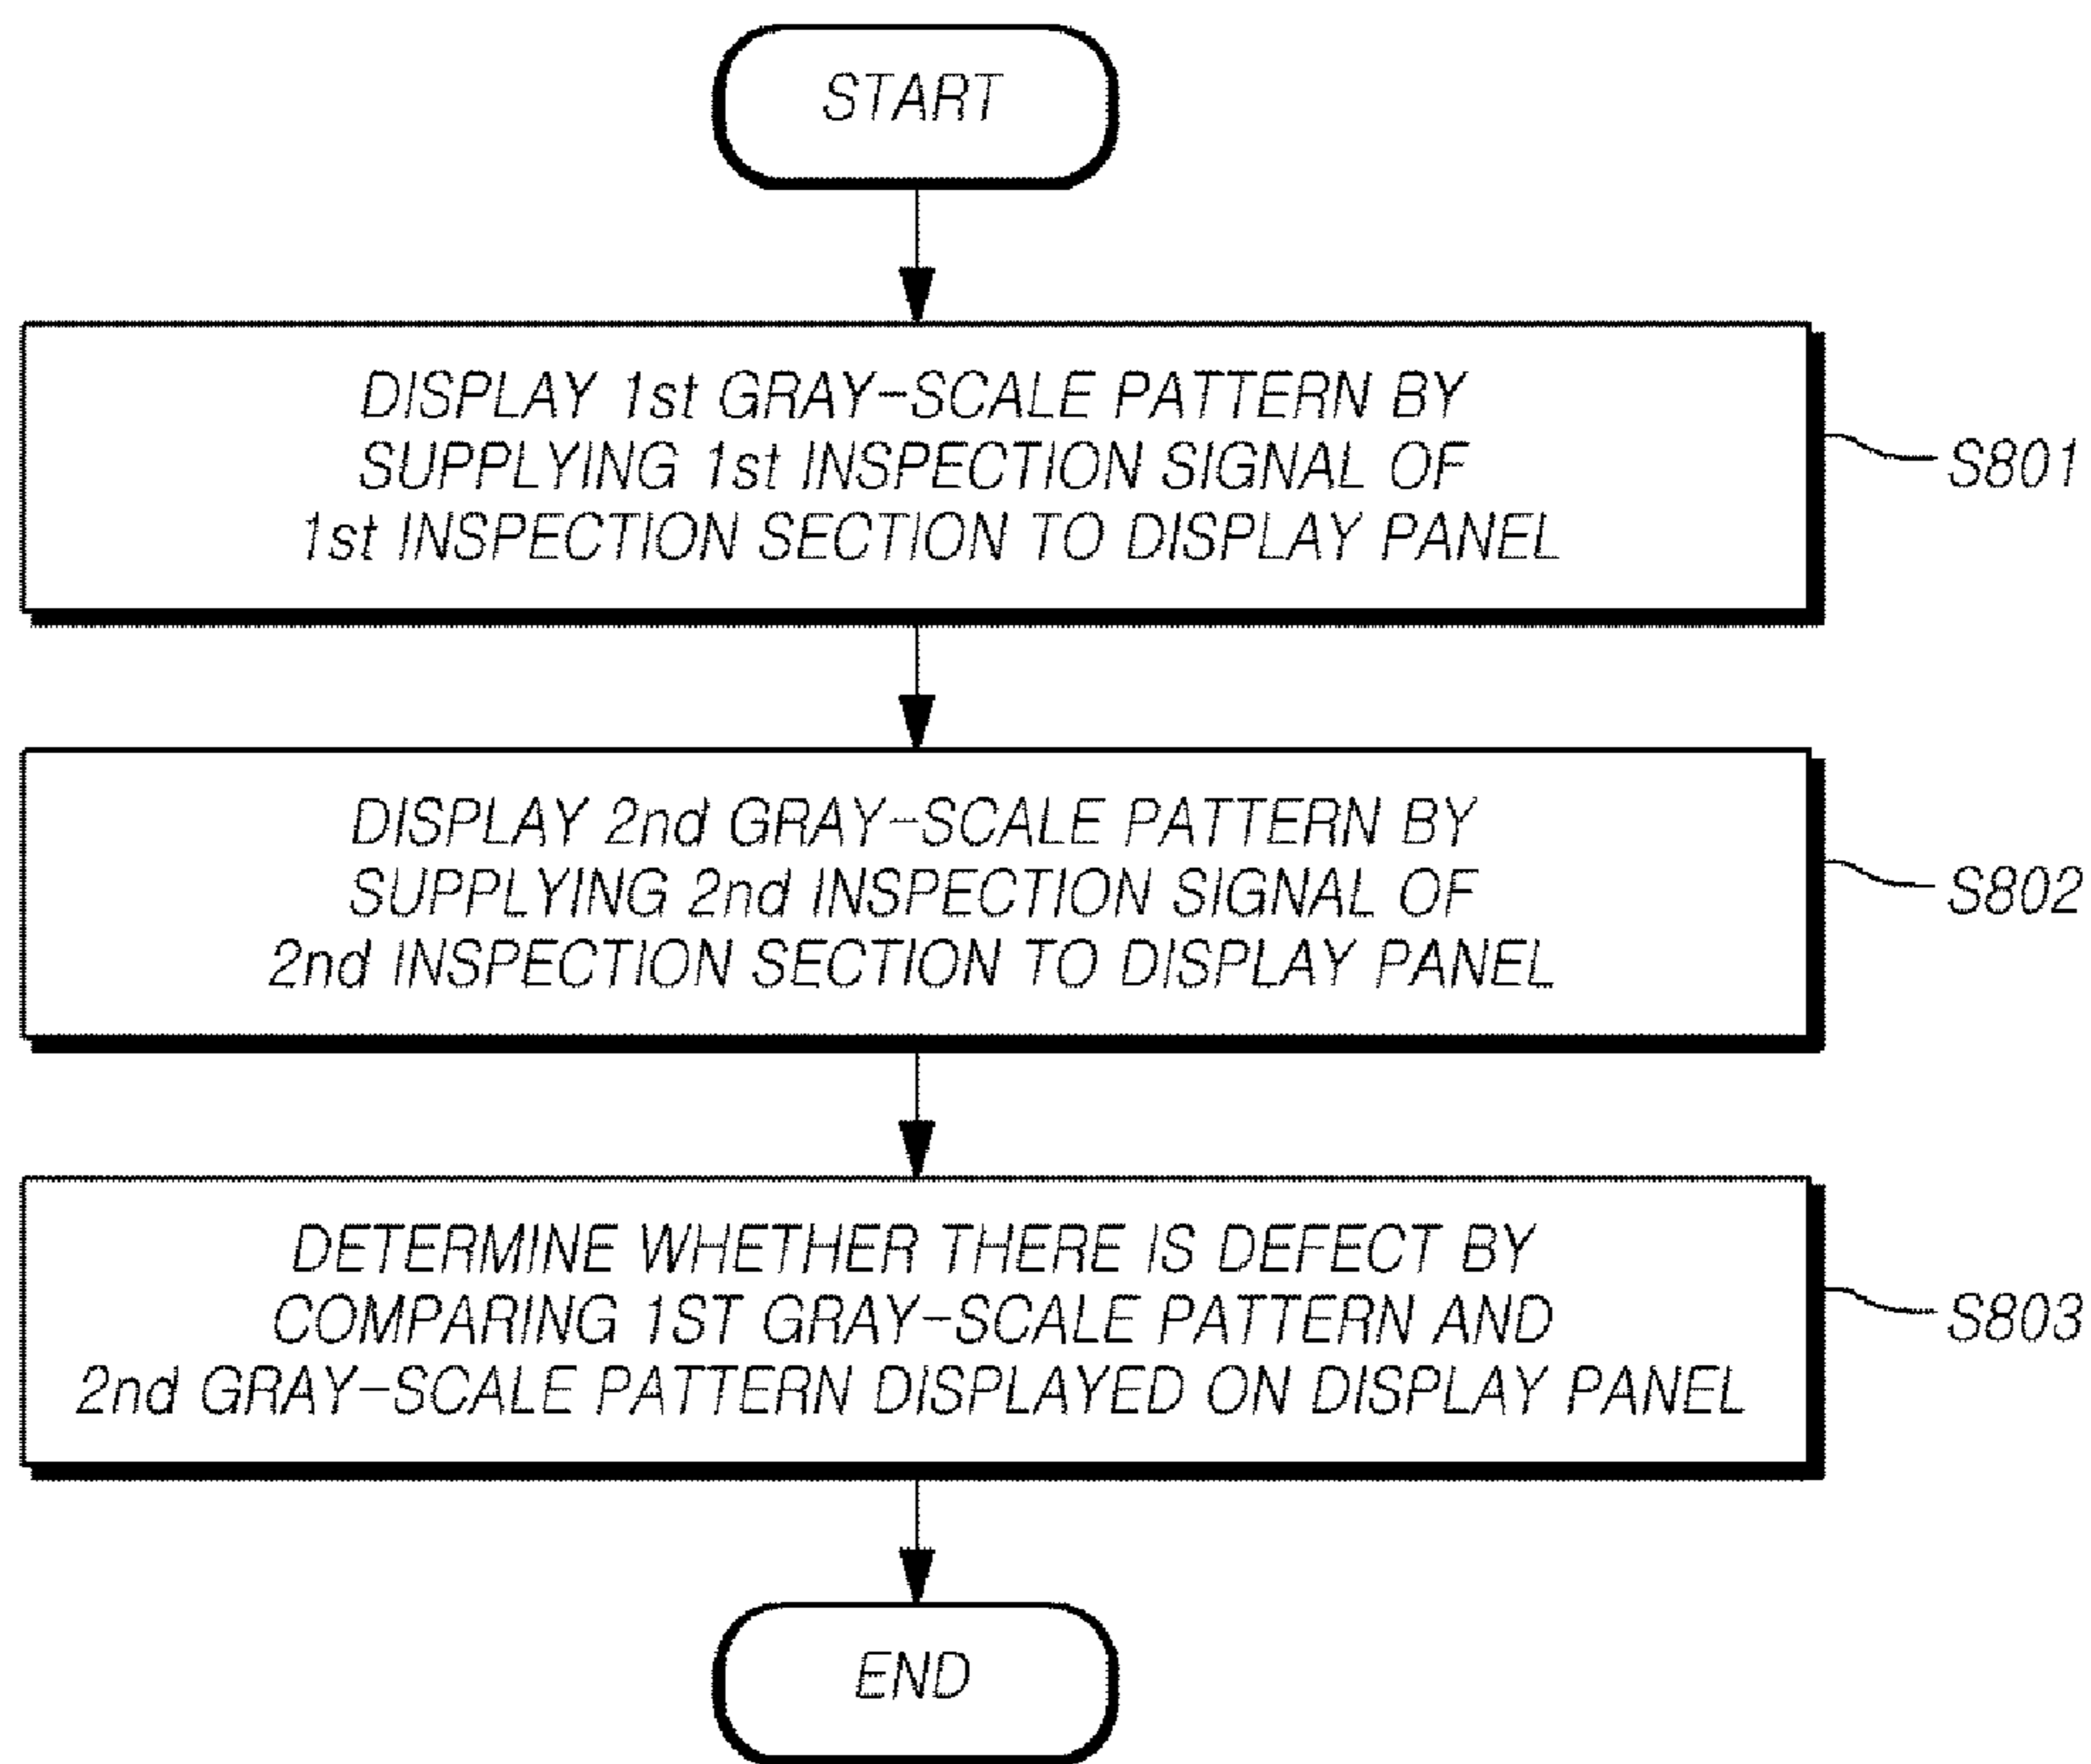 START
DISPLAY 1st GRAY-SCALE PATTERN BY
SUPPLYING 1st INSPECTION SIGNAL OF
1st INSPECTION SECTION TO DISPLAY PANEL
S801
DISPLAY 2nd GRAY-SCALE PATTERN BY
SUPPLYING 2nd INSPECTION SIGNAL OF
2nd INSPECTION SECTION TO DISPLAY PANEL
S802
DETERMINE WHETHER THERE IS DEFECT BY
COMPARING 1ST GRAY-SCALE PATTERN AND
2nd GRAY-SCALE PATTERN DISPLAYED ON DISPLAY PANEL
S803
END